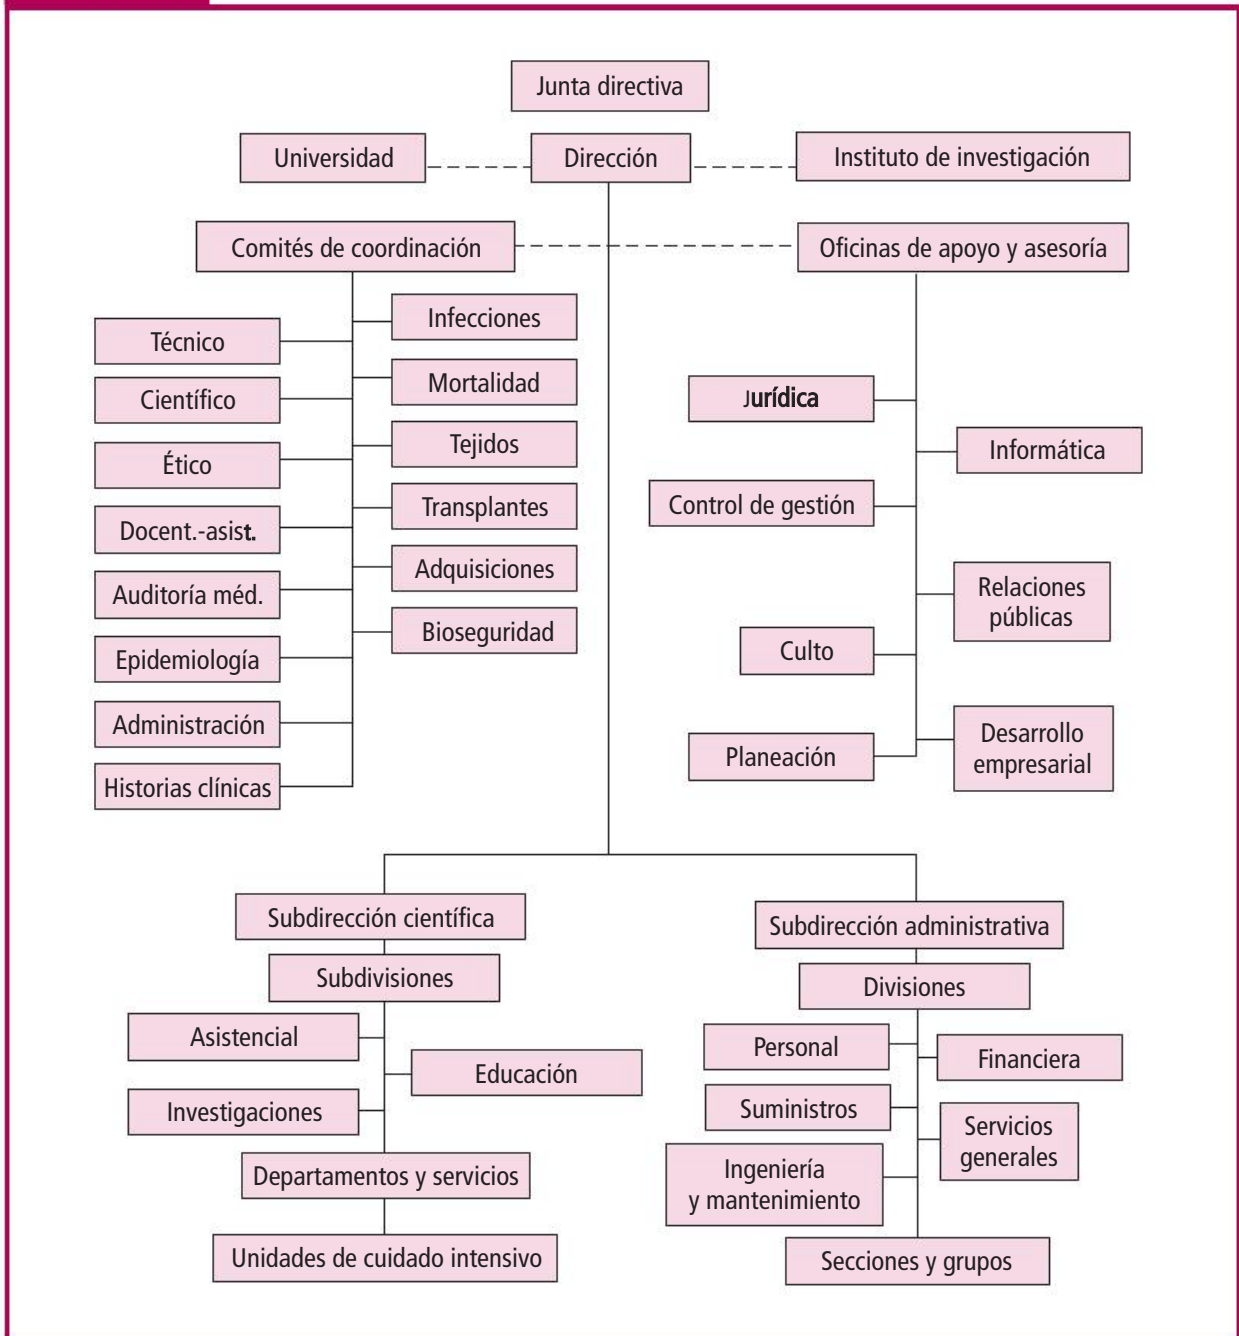 Junta directiva
Universidad
Dirección
Instituto de investigación
Comités de coordinación
Oficinas de apoyo y asesoría
Infecciones
Técnico
Mortalidad
Científico
Tejidos
Ético
Transplantes
Docent.-asist.
Adquisiciones
Auditoría méd.
Bioseguridad
Epidemiología
Administración
Historias clínicas
Jurídica
Informática
Control de gestión
Relaciones
públicas
Culto
Desarrollo
empresarial
Planeación
Subdirección científica
Subdivisiones
Asistencial
Educación
Investigaciones
Departamentos y servicios
Unidades de cuidado intensivo
Subdirección administrativa
Divisiones
Personal
Financiera
Suministros
Servicios
generales
Ingeniería
y mantenimiento
Secciones y grupos